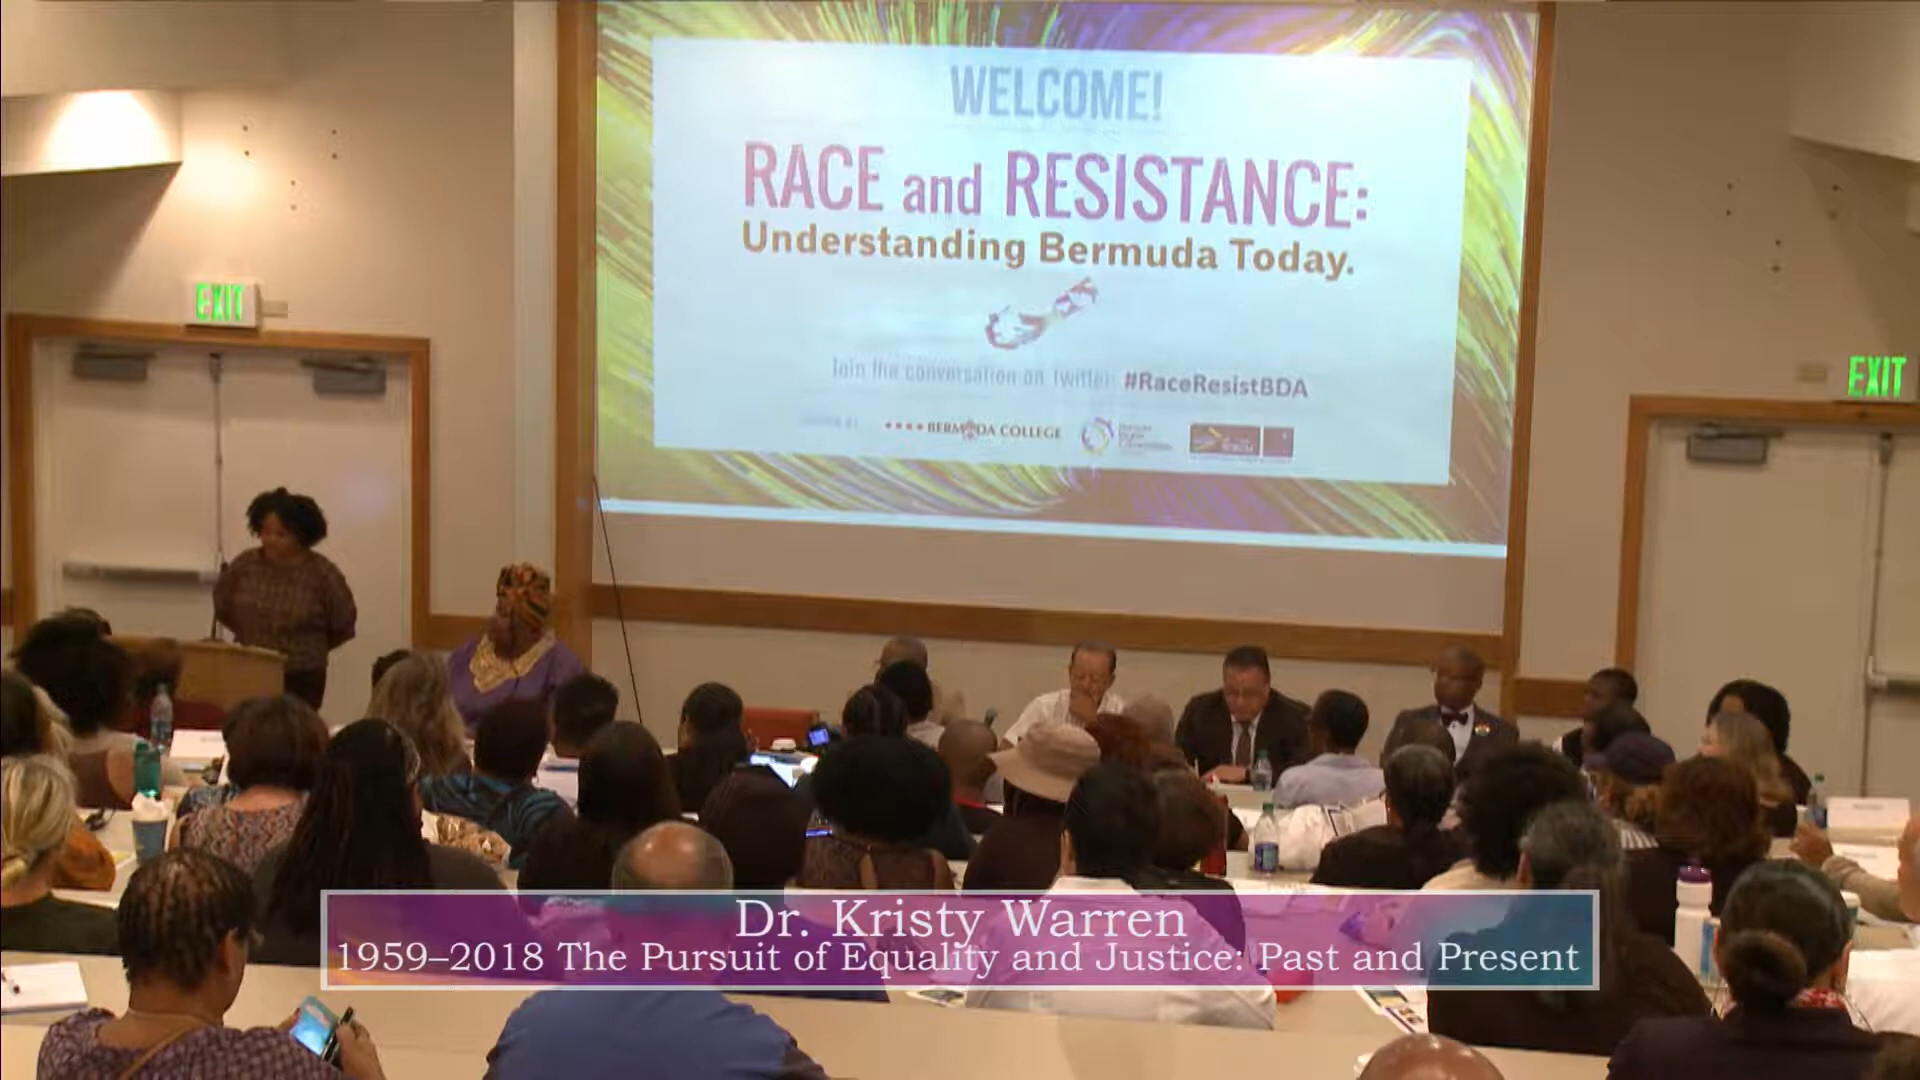 WELCOME!
RACE and RESISTANCE:
Understanding Bermuda Today.
Join the conversation on Twitter: #RaceResistBDA
BERMUDA COLLEGE
EXIT
EXIT
Dr. Kristy Warren
1959–2018 The Pursuit of Equality and Justice: Past and Present